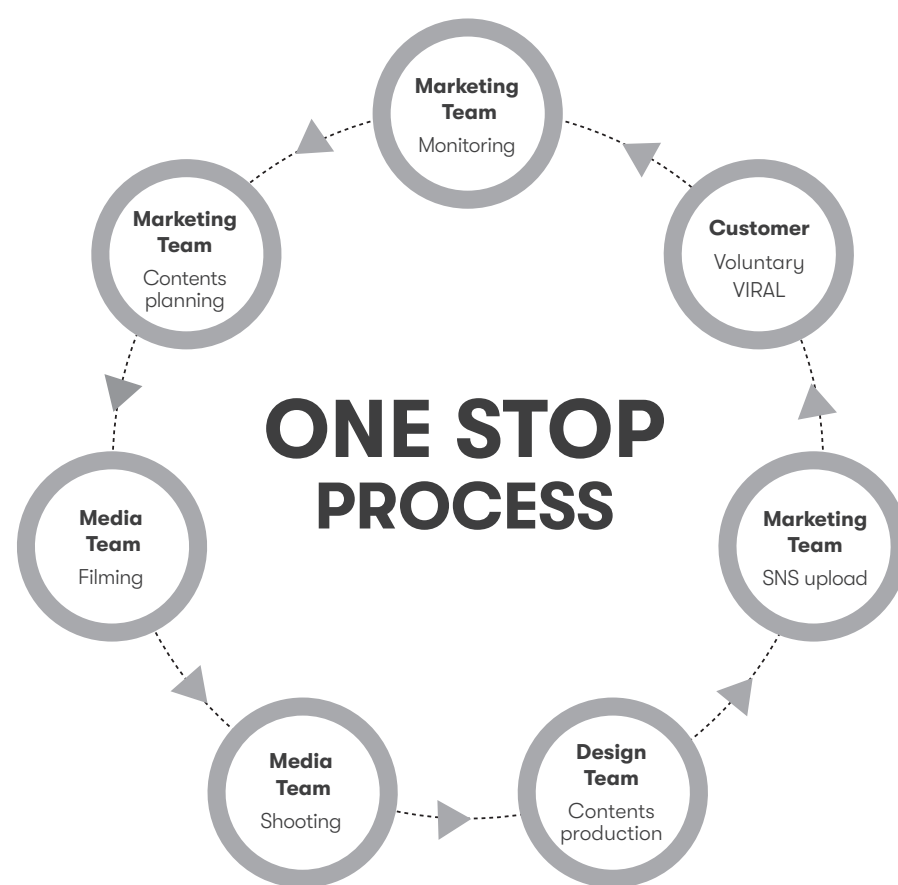 Marketing
Team
Monitoring
Marketing
Team
Contents
planning
Customer
Voluntary
VIRAL
ONE STOP
PROCESS
Media
Team
Filming
Marketing
Team
SNS upload
Media
Team
Shooting
Design
Team
Contents
production